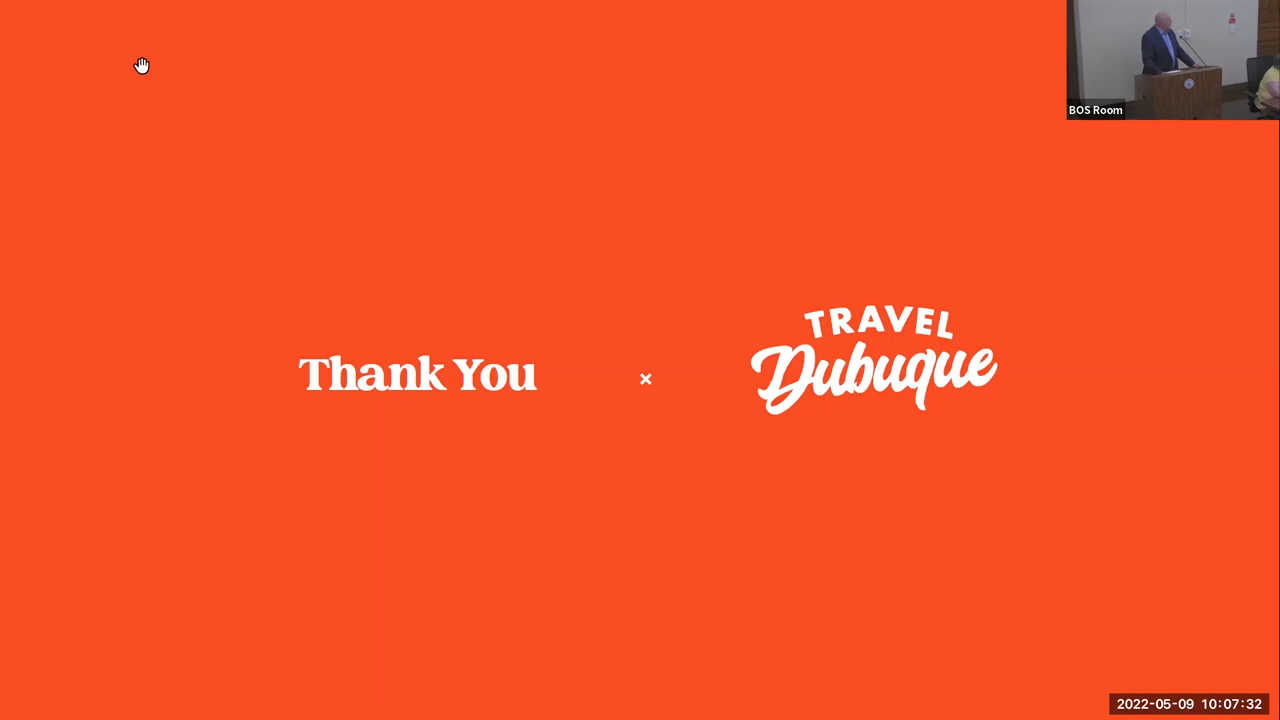 BOS Room
Thank You
×
TRAVEL
Dubuque
2022-05-09 10:07:32